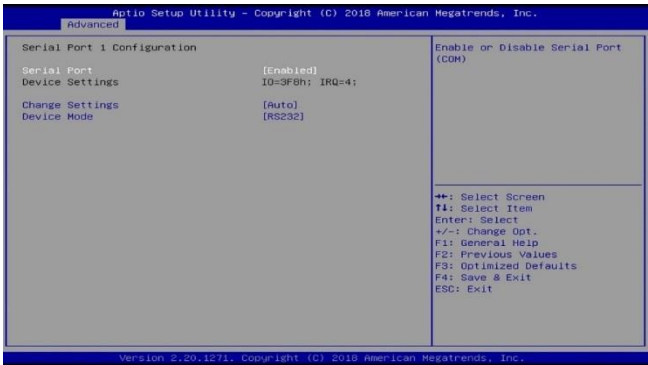 Aptio Setup Utility – Copyright (C) 2018 American Megatrends, Inc.
Advanced
Serial Port 1 Configuration
Serial Port [Enabled]
Device Settings IO=3F8h; IRQ=4;
Change Settings [Auto]
Device Mode [RS232]
Enable or Disable Serial Port
(COM)
→←: Select Screen
↑↓: Select Item
Enter: Select
+/-: Change Opt.
F1: General Help
F2: Previous Values
F3: Optimized Defaults
F4: Save & Exit
ESC: Exit
Version 2.20.1271. Copyright (C) 2018 American Megatrends, Inc.